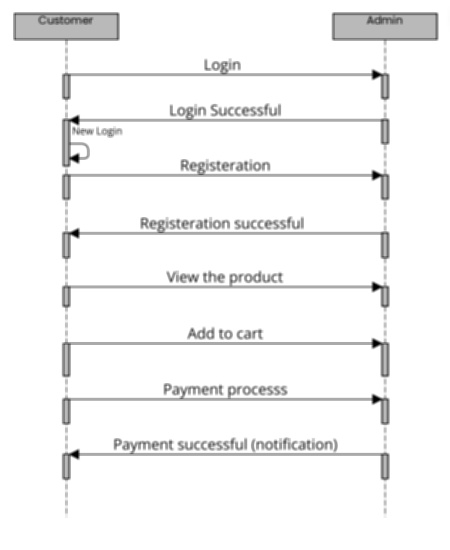 Customer
Admin
Login
Login Successful
New Login
Registeration
Registeration successful
View the product
Add to cart
Payment processs
Payment successful (notification)